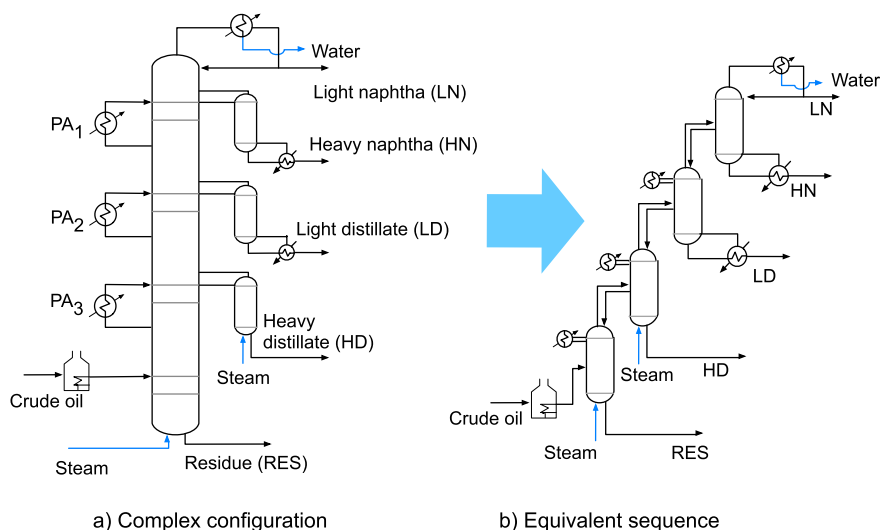 Water
Light naphtha (LN)
PA1
Heavy naphtha (HN)
PA2
Light distillate (LD)
PA3
Heavy
distillate (HD)
Steam
Crude oil
Steam
Residue (RES)
a) Complex configuration
Water
LN
HN
LD
Steam
HD
Crude oil
Steam
RES
b) Equivalent sequence